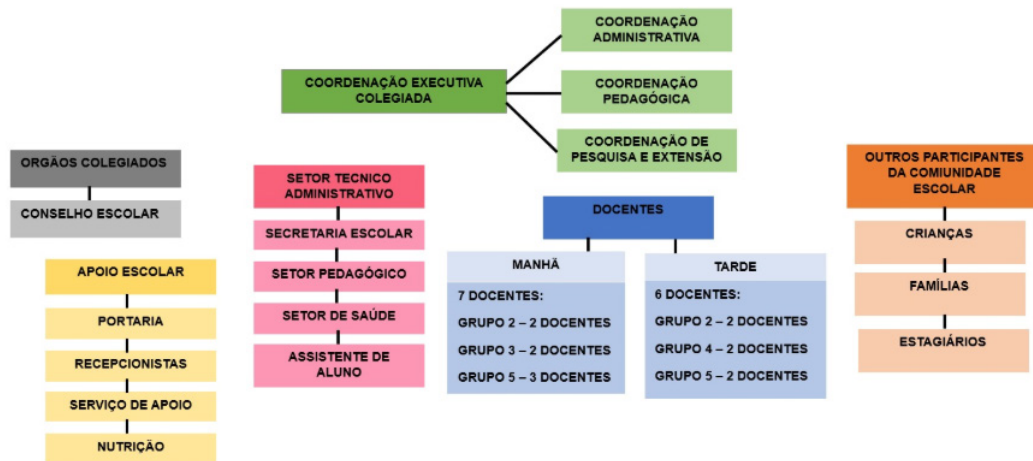 COORDENAÇÃO EXECUTIVA
COLEGIADA
COORDENAÇÃO
ADMINISTRATIVA
COORDENAÇÃO
PEDAGÓGICA
COORDENAÇÃO DE
PESQUISA E EXTENSÃO
ORGÃOS COLEGIADOS
CONSELHO ESCOLAR
APOIO ESCOLAR
PORTARIA
RECEPCIONISTAS
SERVIÇO DE APOIO
NUTRIÇÃO
SETOR TECNICO
ADMINISTRATIVO
SECRETARIA ESCOLAR
SETOR PEDAGÓGICO
SETOR DE SAÚDE
ASSISTENTE DE
ALUNO
DOCENTES
MANHÃ
7 DOCENTES:
GRUPO 2 – 2 DOCENTES
GRUPO 3 – 2 DOCENTES
GRUPO 5 – 3 DOCENTES
TARDE
6 DOCENTES:
GRUPO 2 – 2 DOCENTES
GRUPO 4 – 2 DOCENTES
GRUPO 5 – 2 DOCENTES
OUTROS PARTICIPANTES
DA COMUNIDADE
ESCOLAR
CRIANÇAS
FAMÍLIAS
ESTAGIÁRIOS